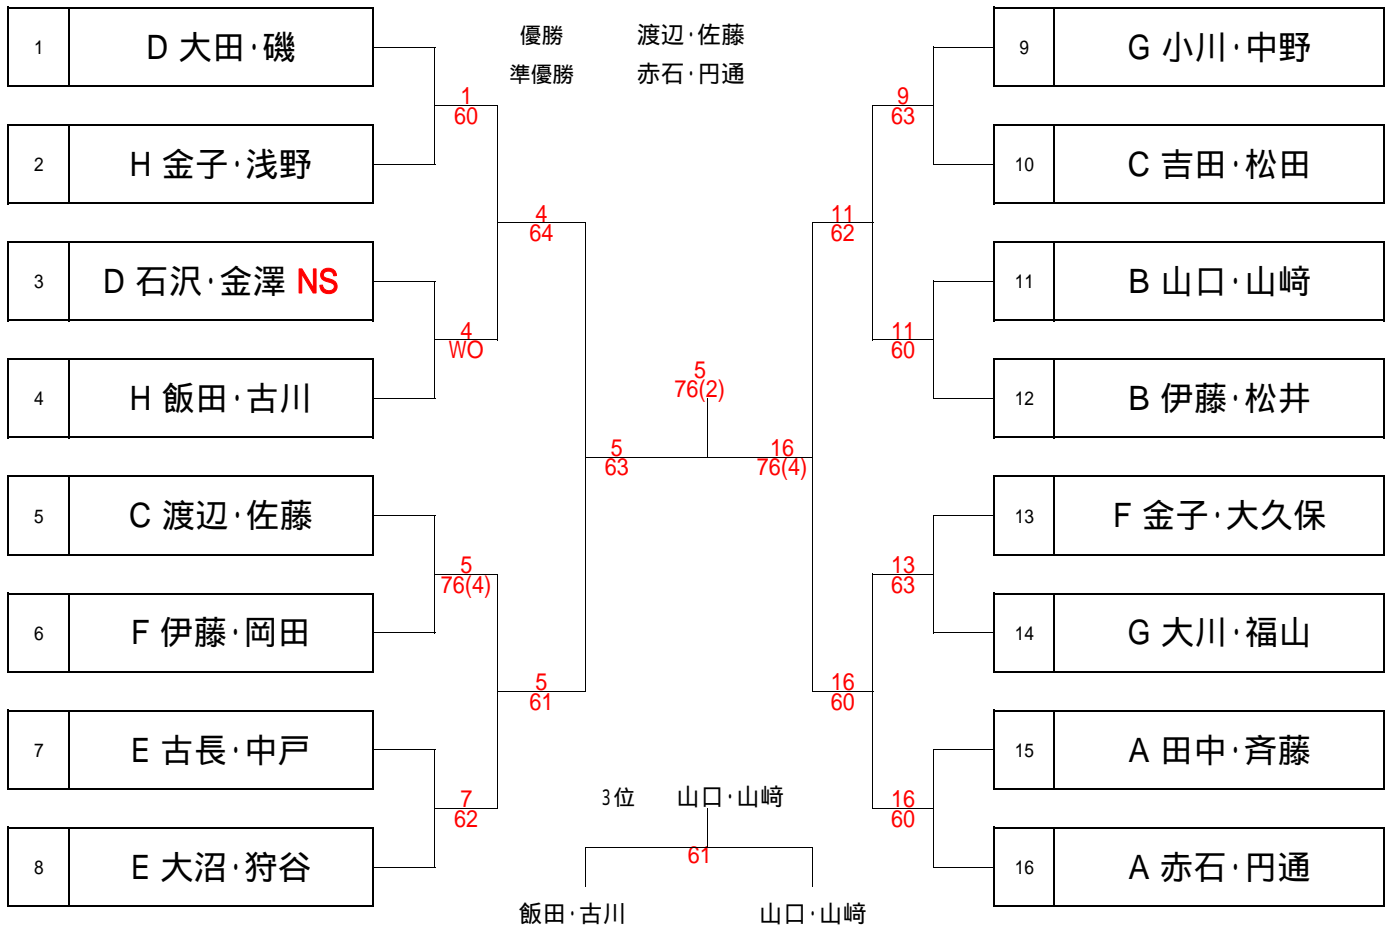 優勝 渡辺・佐藤
準優勝 赤石・円通
1 D 大田・磯
2 H 金子・浅野
3 D 石沢・金澤 NS
4 H 飯田・古川
5 C 渡辺・佐藤
6 F 伊藤・岡田
7 E 古長・中戸
8 E 大沼・狩谷
1
60
4
WO
5
76(4)
7
62
4
64
5
61
5
63
5
76(2)
16
76(4)
11
62
16
60
9
63
11
60
13
63
16
60
9 G 小川・中野
10 C 吉田・松田
11 B 山口・山﨑
12 B 伊藤・松井
13 F 金子・大久保
14 G 大川・福山
15 A 田中・斉藤
16 A 赤石・円通
3位 山口・山﨑
61
飯田・古川 山口・山﨑